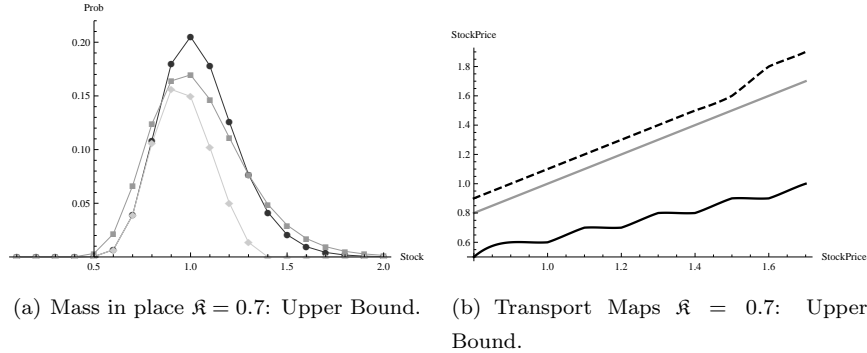 Prob
0.20
0.15
0.10
0.05
0.5
1.0
1.5
2.0
Stock
(a) Mass in place 𝔎 = 0.7: Upper Bound.
StockPrice
1.8
1.6
1.4
1.2
1.0
0.8
0.6
1.0
1.2
1.4
1.6
StockPrice
(b) Transport Maps 𝔎 = 0.7: Upper
Bound.